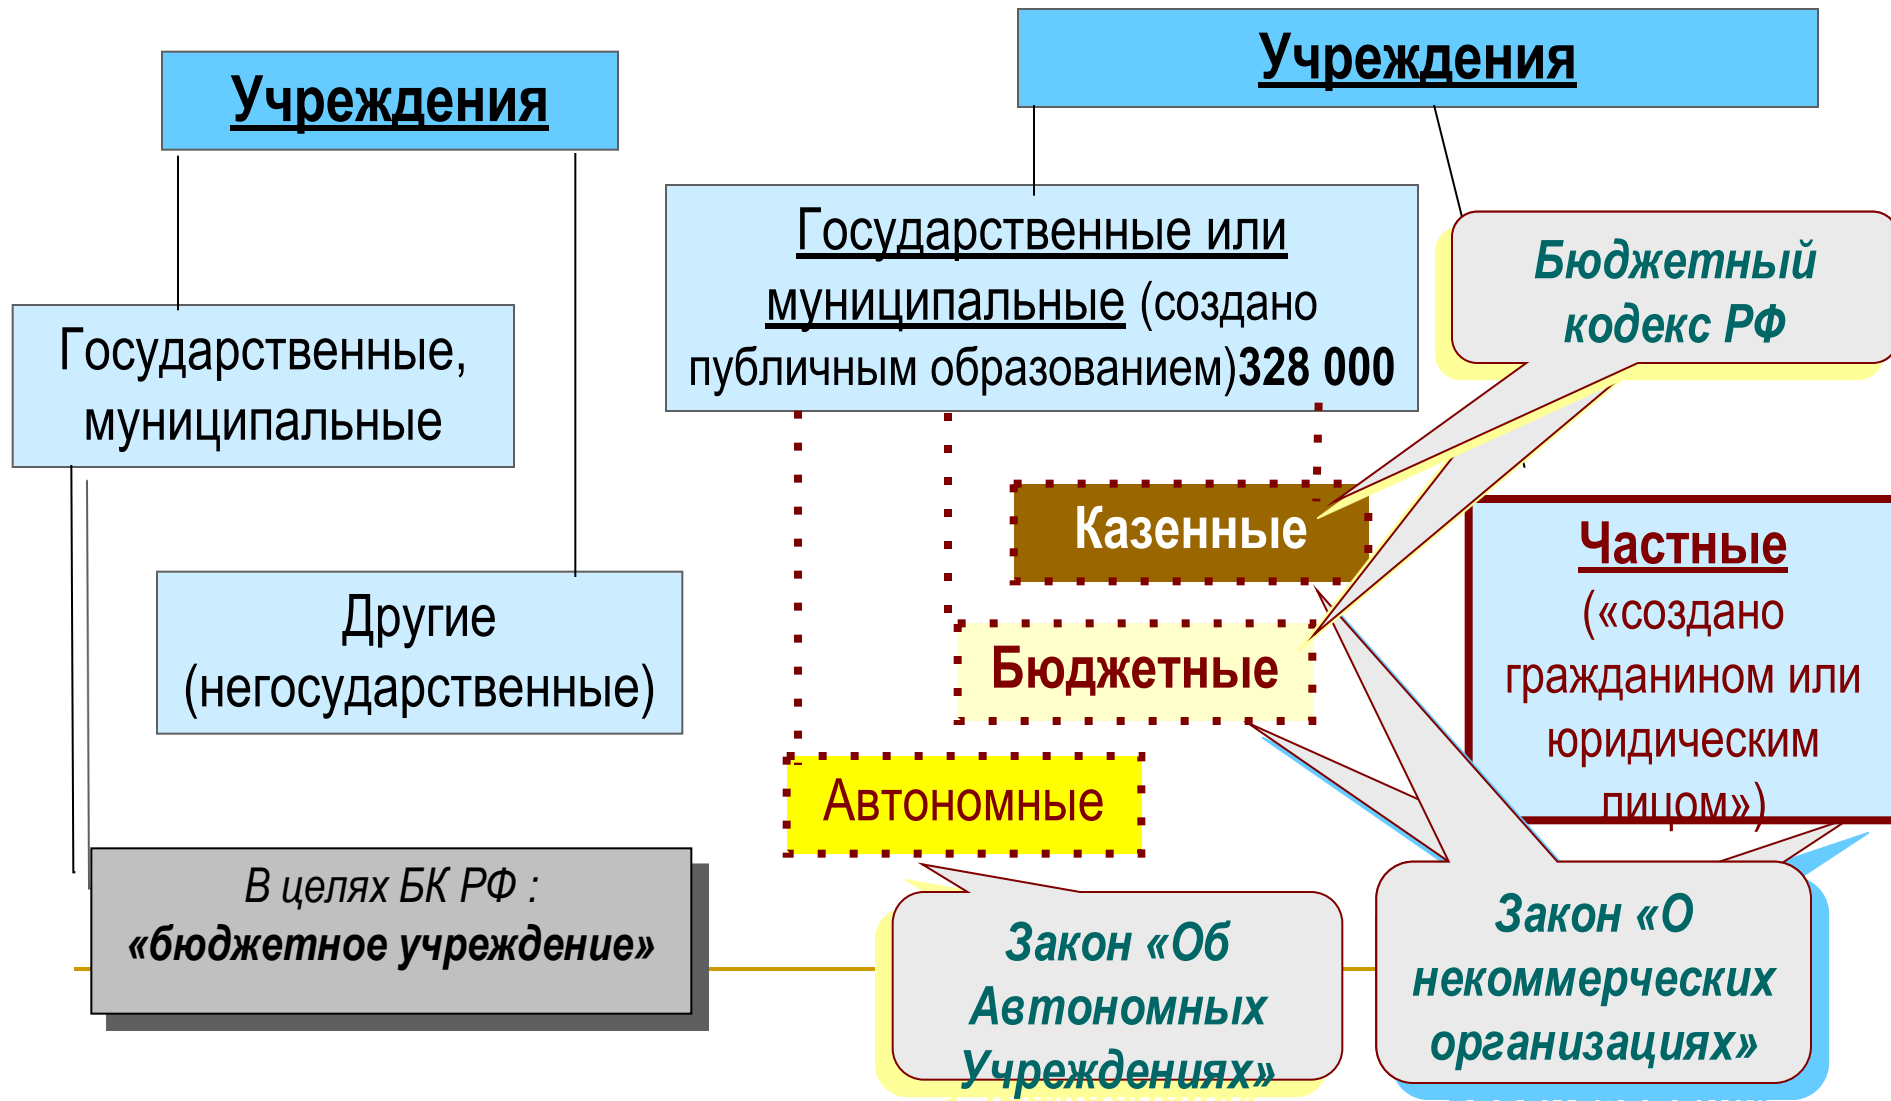 Учреждения
Государственные,
муниципальные
Другие
(негосударственные)
В целях БК РФ :
«бюджетное учреждение»
Учреждения
Государственные или
муниципальные (создано
публичным образованием)328 000
Бюджетный
кодекс РФ
Казенные
Бюджетные
Автономные
Частные
(«создано
гражданином или
юридическим
лицом»)
Закон «Об
Автономных
Учреждениях»
Закон «О
некоммерческих
организациях»